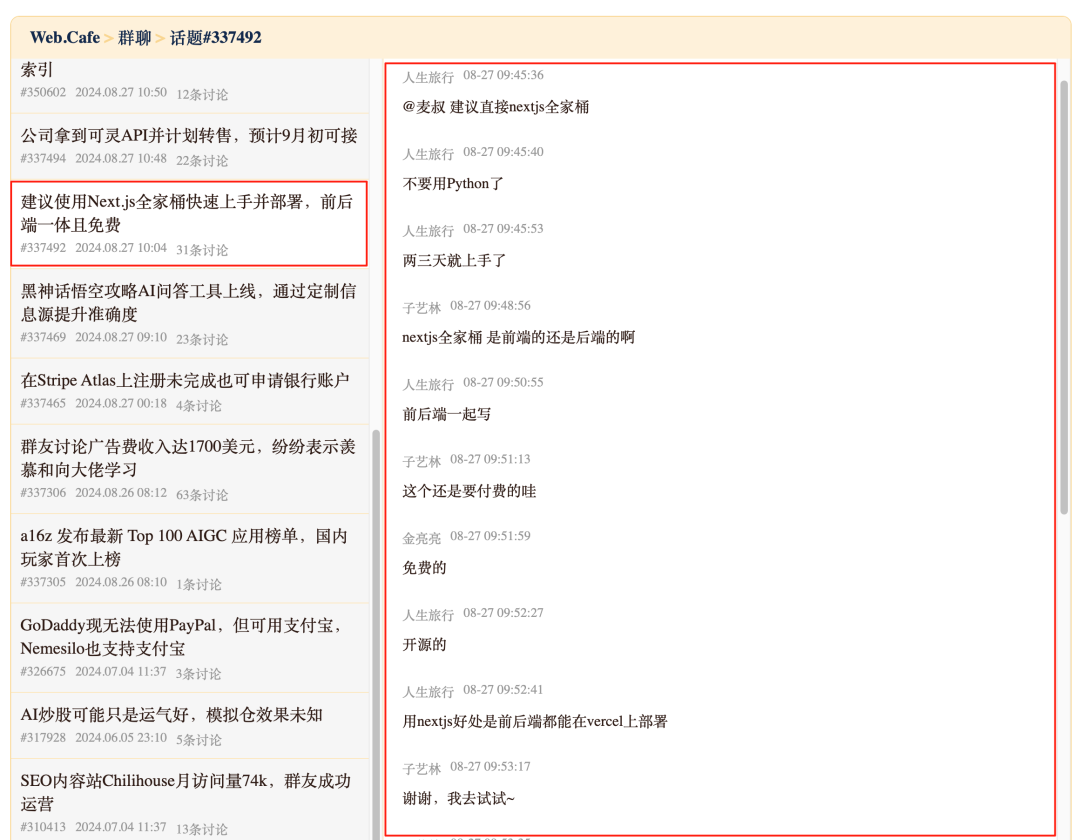 Web.Cafe > 群聊 > 话题#337492
索引
#350602 2024.08.27 10:50 12条讨论
公司拿到可灵API并计划转售，预计9月初可接
#337494 2024.08.27 10:48 22条讨论
建议使用Next.js全家桶快速上手并部署，前后
端一体且免费
#337492 2024.08.27 10:04 31条讨论
黑神话悟空攻略AI问答工具上线，通过定制信
息源提升准确度
#337469 2024.08.27 09:10 23条讨论
在Stripe Atlas上注册未完成也可申请银行账户
#337465 2024.08.27 00:18 4条讨论
群友讨论广告费收入达1700美元，纷纷表示羡
慕和向大佬学习
#337306 2024.08.26 08:12 63条讨论
a16z 发布最新 Top 100 AIGC 应用榜单，国内
玩家首次上榜
#337305 2024.08.26 08:10 1条讨论
GoDaddy现无法使用PayPal，但可用支付宝，
Nemesilo也支持支付宝
#326675 2024.07.04 11:37 3条讨论
AI炒股可能只是运气好，模拟仓效果未知
#317928 2024.06.05 23:10 5条讨论
SEO内容站Chilihouse月访问量74k，群友成功
运营
#310413 2024.07.04 11:37 13条讨论
人生旅行 08-27 09:45:36
@麦叔 建议直接nextjs全家桶
人生旅行 08-27 09:45:40
不要用Python了
人生旅行 08-27 09:45:53
两三天就上手了
子艺林 08-27 09:48:56
nextjs全家桶 是前端的还是后端的啊
人生旅行 08-27 09:50:55
前后端一起写
子艺林 08-27 09:51:13
这个还是要付费的哇
金亮亮 08-27 09:51:59
免费的
人生旅行 08-27 09:52:27
开源的
人生旅行 08-27 09:52:41
用nextjs好处是前后端都能在vercel上部署
子艺林 08-27 09:53:17
谢谢，我去试试~